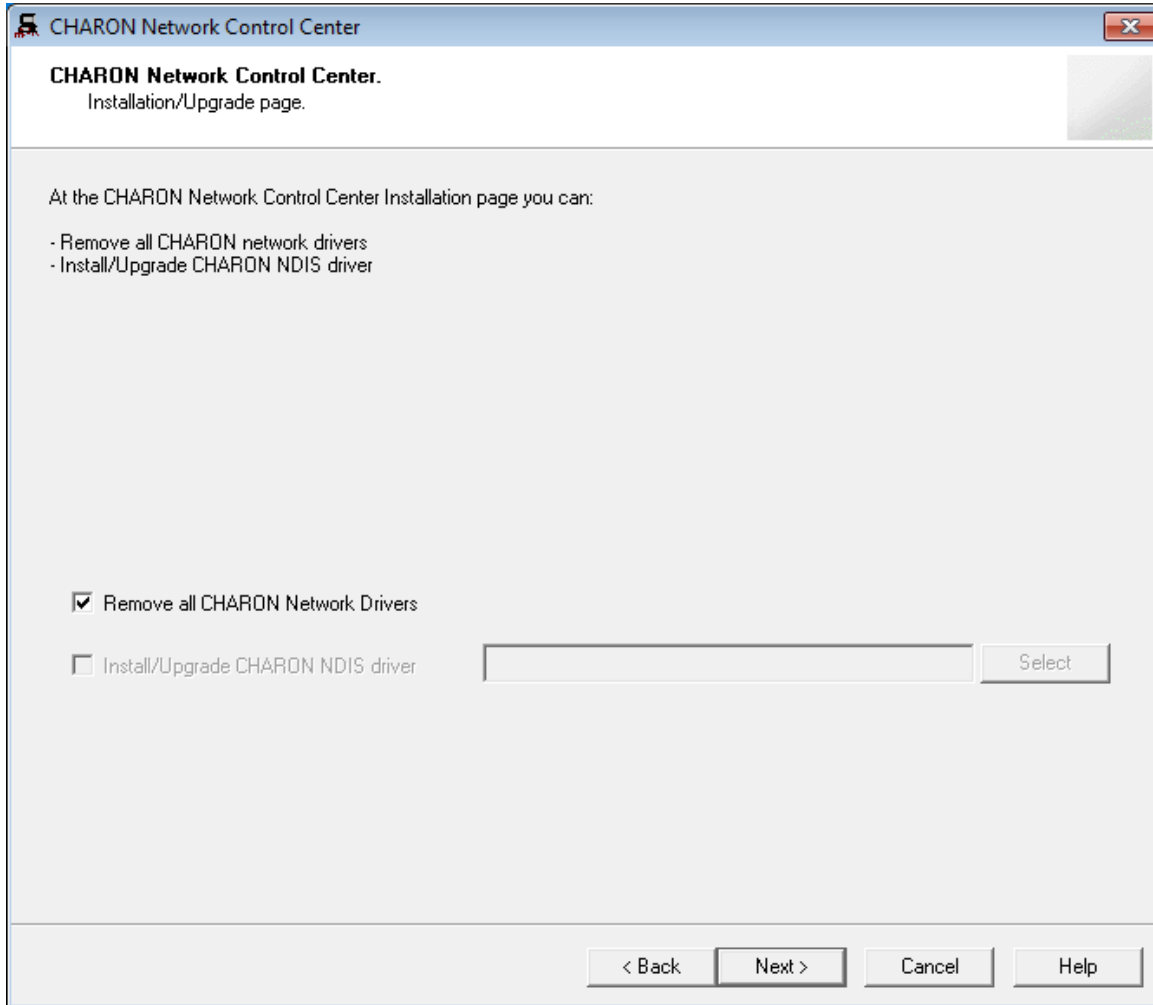 CHARON Network Control Center
CHARON Network Control Center.
Installation/Upgrade page.
At the CHARON Network Control Center Installation page you can:
- Remove all CHARON network drivers
- Install/Upgrade CHARON NDIS driver
Remove all CHARON Network Drivers
Install/Upgrade CHARON NDIS driver
Select
< Back
Next >
Cancel
Help